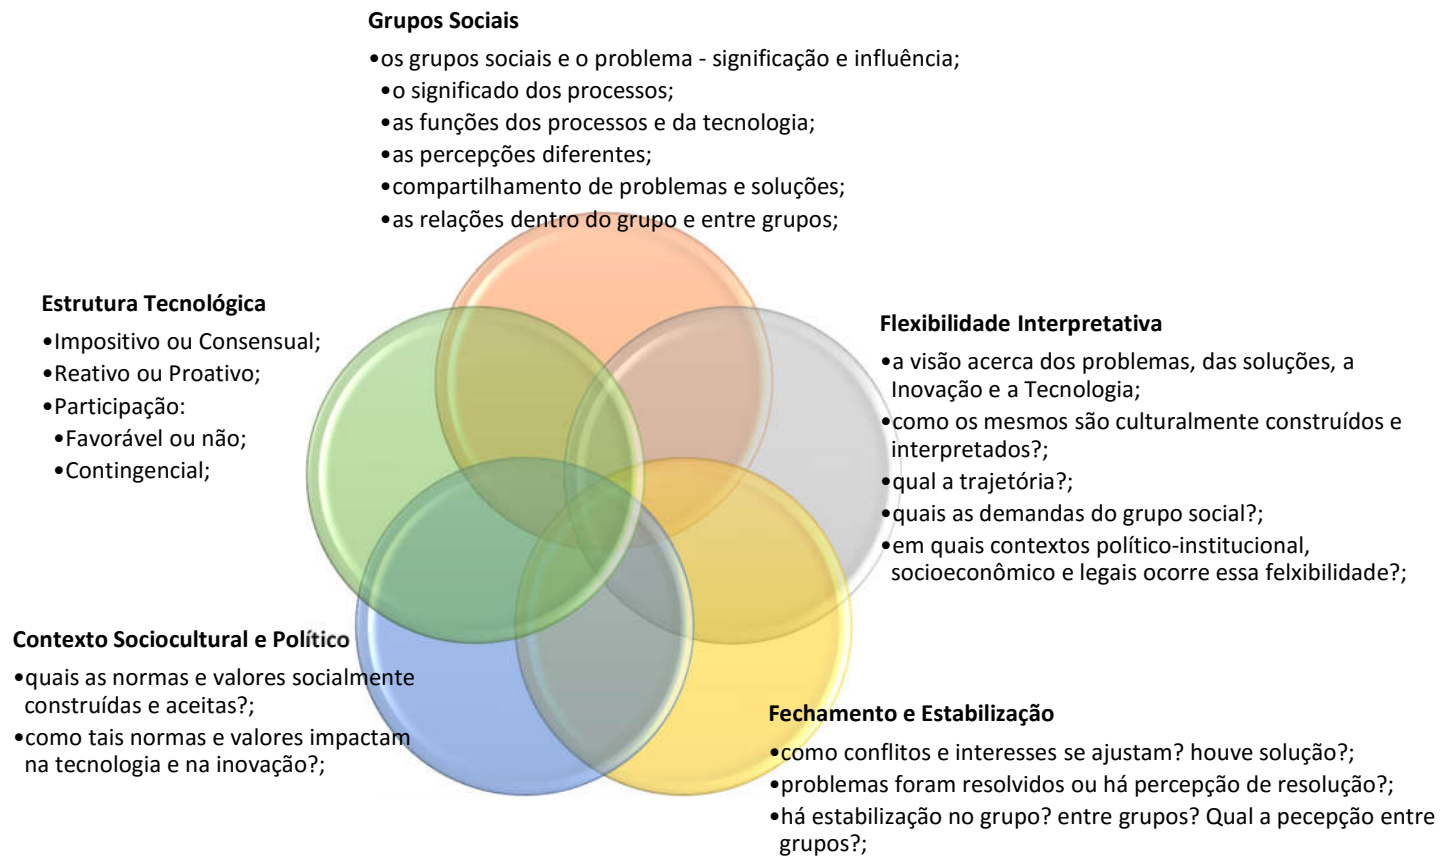 Grupos Sociais
•os grupos sociais e o problema - significação e influência;
•o significado dos processos;
•as funções dos processos e da tecnologia;
•as percepções diferentes;
•compartilhamento de problemas e soluções;
•as relações dentro do grupo e entre grupos;
Estrutura Tecnológica
•Impositivo ou Consensual;
•Reativo ou Proativo;
•Participação:
•Favorável ou não;
•Contingencial;
Flexibilidade Interpretativa
•a visão acerca dos problemas, das soluções, a
Inovação e a Tecnologia;
•como os mesmos são culturalmente construídos e
interpretados?;
•qual a trajetória?;
•quais as demandas do grupo social?;
•em quais contextos político-institucional,
socioeconômico e legais ocorre essa felxibilidade?;
Contexto Sociocultural e Político
•quais as normas e valores socialmente
construídas e aceitas?;
•como tais normas e valores impactam
na tecnologia e na inovação?;
Fechamento e Estabilização
•como conflitos e interesses se ajustam? houve solução?;
•problemas foram resolvidos ou há percepção de resolução?;
•há estabilização no grupo? entre grupos? Qual a pecepção entre
grupos?;